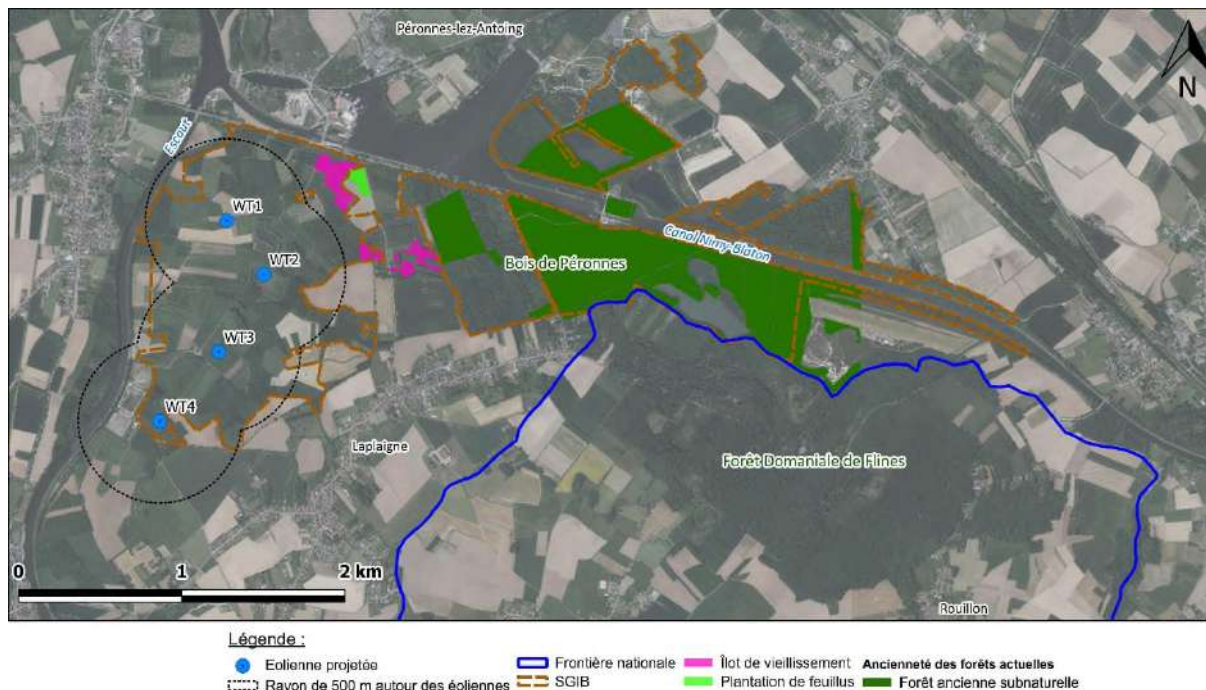 Péronnes-lez-Antoing
N
Escaut
WT1
WT2
Canal Nimy-Blaton
Bois de Péronnes
WT3
WT4
Laplaigne
Forêt Domaniale de Flines
0 1 2 km
Rouillon
Légende :
Eolienne projetée
Frontière nationale
Îlot de vieillissement
Ancienneté des forêts actuelles
Rayon de 500 m autour des éoliennes
SGIB
Plantation de feuillus
Forêt ancienne subnaturelle